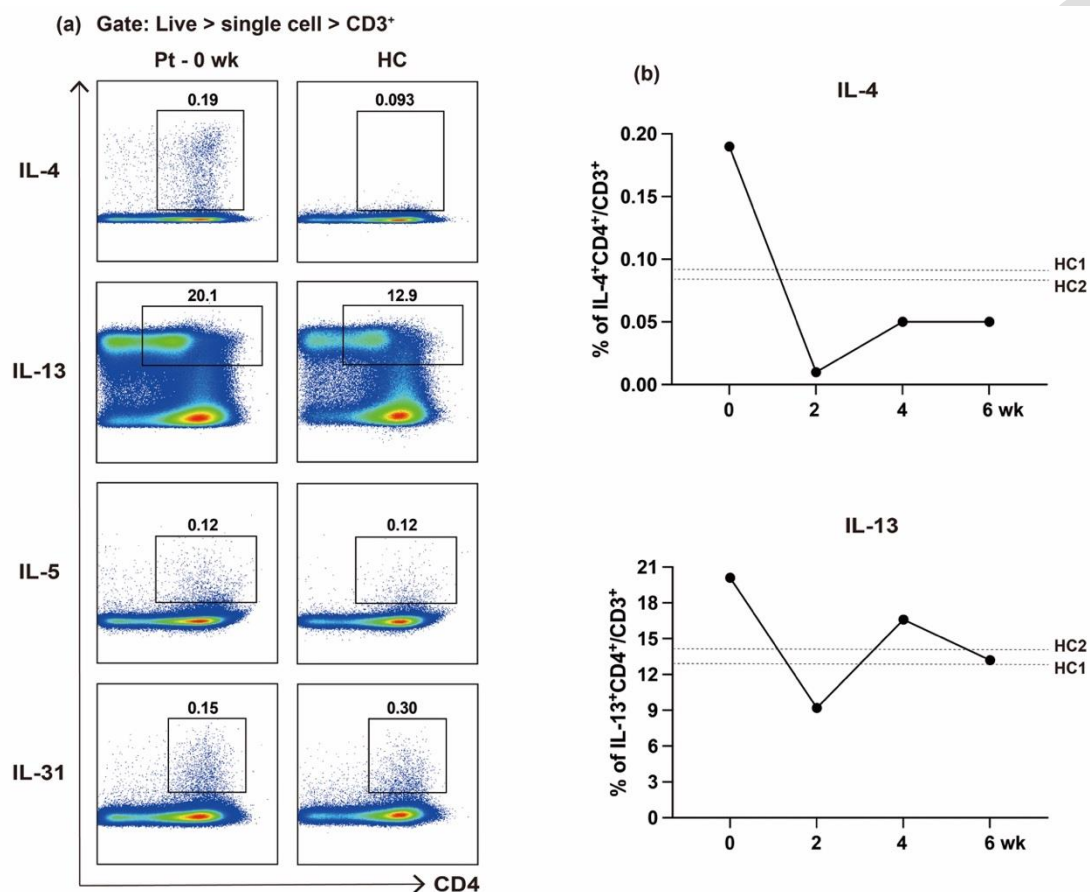 (a) Gate: Live > single cell > CD3⁺
Pt - 0 wk
HC
IL-4
0.19
0.093
IL-13
20.1
12.9
IL-5
0.12
0.12
IL-31
0.15
0.30
CD4
(b)
IL-4
% of IL-4⁺CD4⁺/CD3⁺
0.20
0.15
0.10
0.05
0.00
HC1
HC2
0 2 4 6 wk
IL-13
% of IL-13⁺CD4⁺/CD3⁺
21
18
15
12
9
6
3
0
HC2
HC1
0 2 4 6 wk